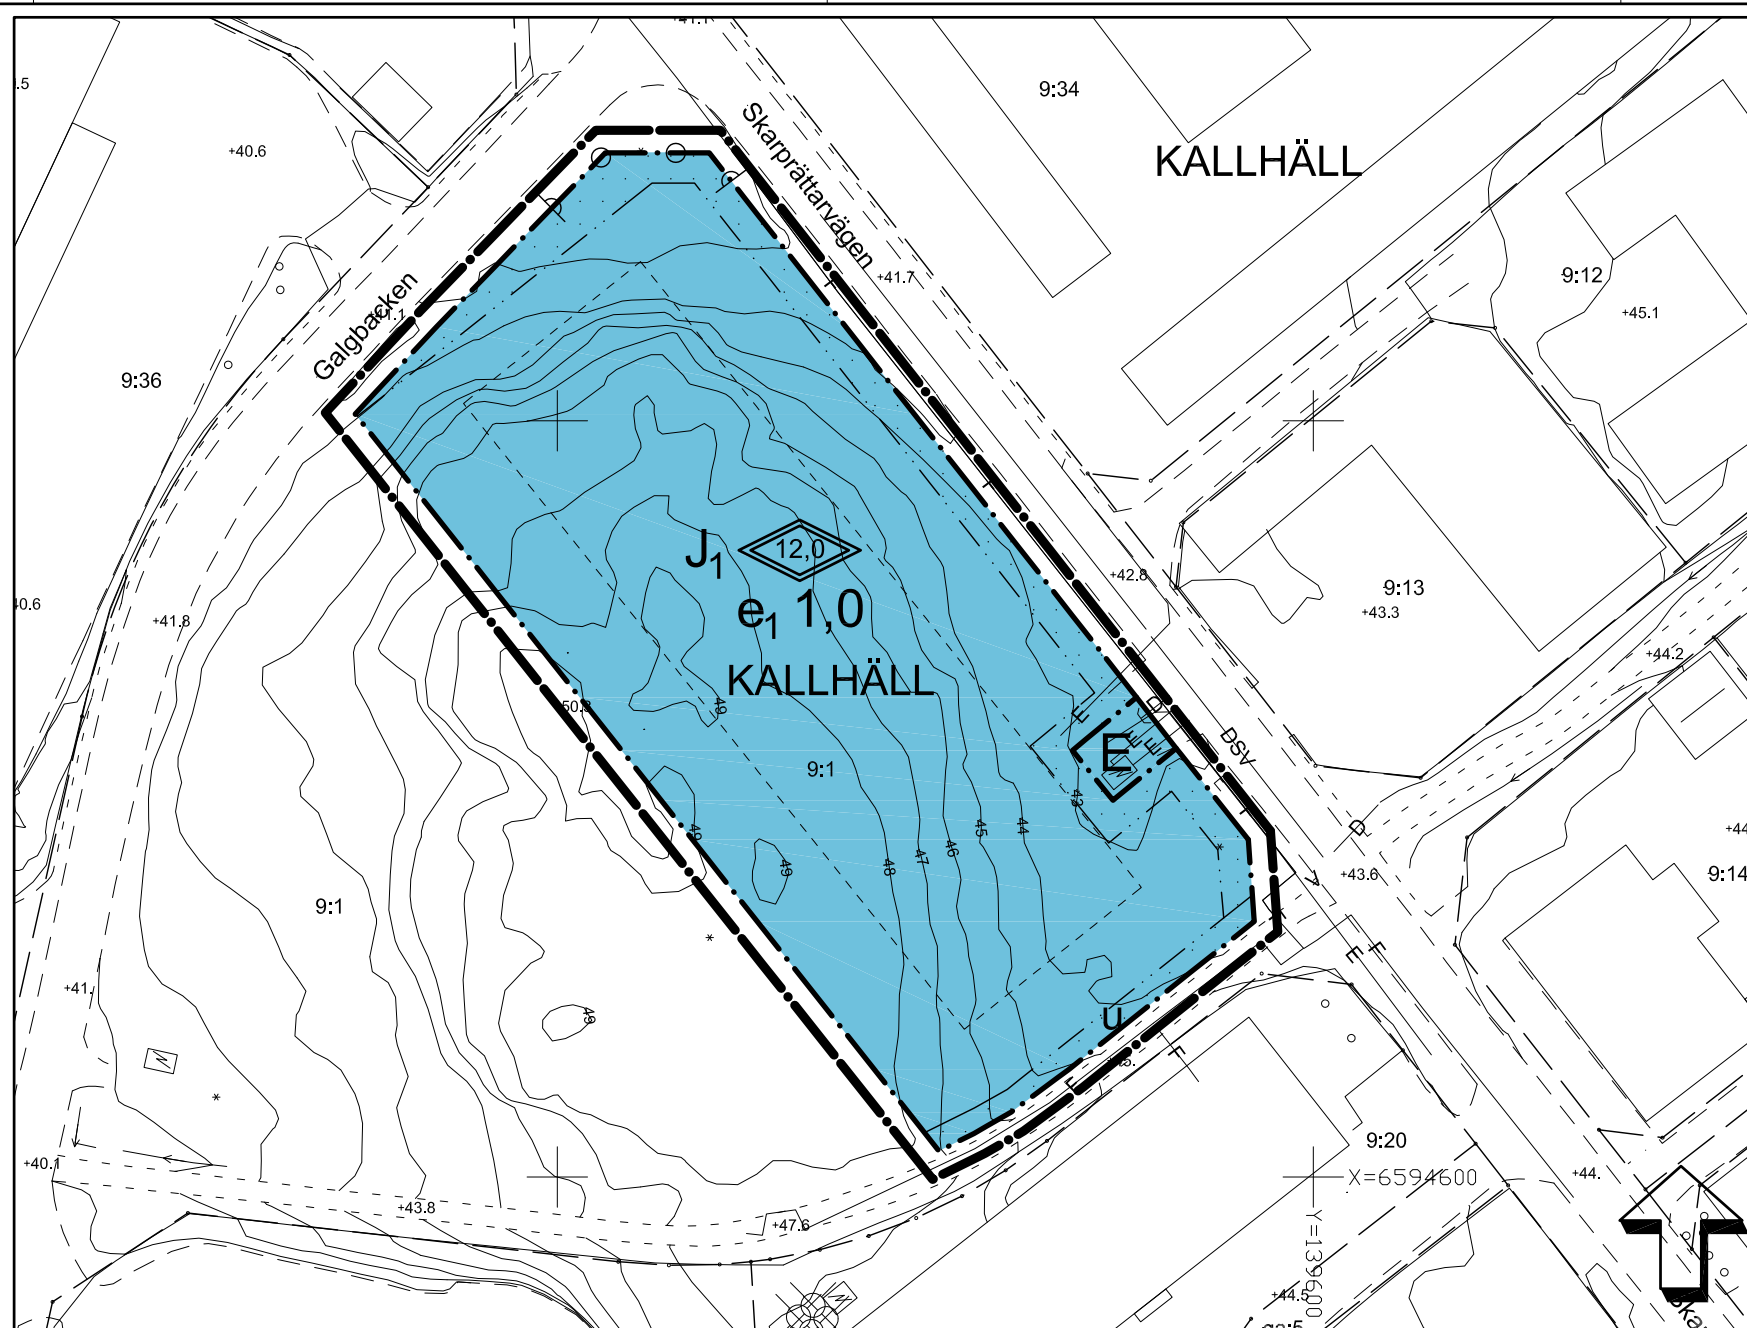 9:34
KALLHÄLL
Skarprättarvägen
+40.6
+41.7
9:12
+45.1
Galgbacken
9:36
12,0
J1
e1 1,0
KALLHÄLL
+42.8
9:13
+43.3
+41.8
+44.2
49
50.3
D
E
E
E
E
DSV
9:1
43
44
45
46
47
48
49
49
D
+43.6
9:14
9:1
+41.
49
u
F
E
F
9:20
X=6594600
Y=139600
+40.1
+43.8
+47.6
+44.
+44.5